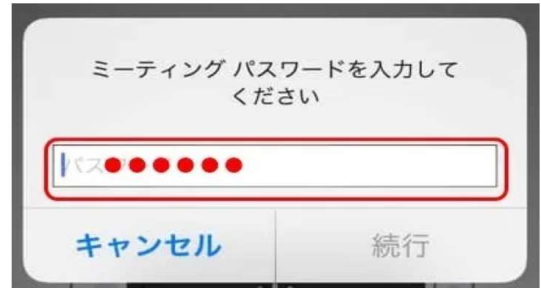 ミーティング パスワードを入力して
ください
パス
キャンセル
続行